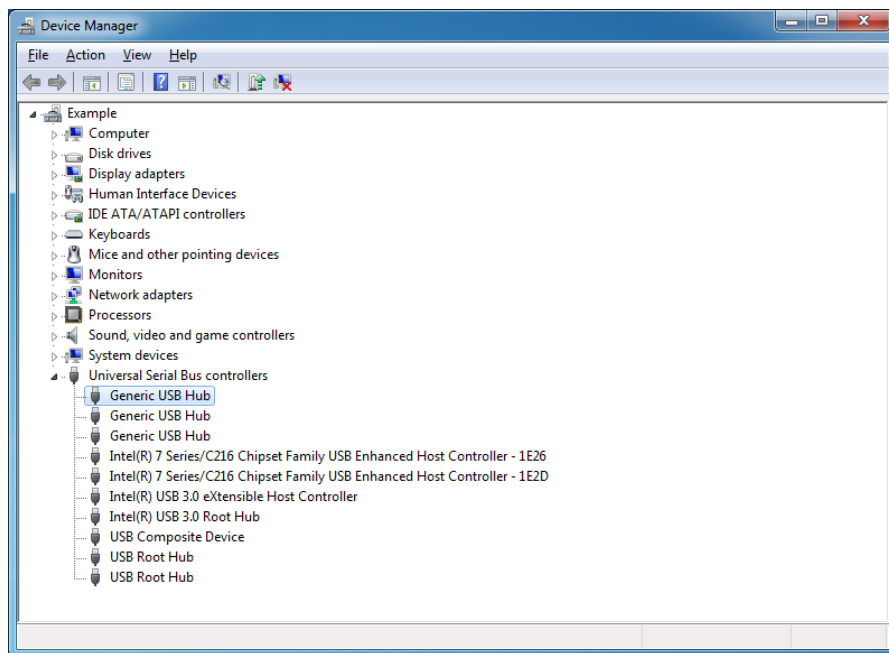 Device Manager
File Action View Help
Example
Computer
Disk drives
Display adapters
Human Interface Devices
IDE ATA/ATAPI controllers
Keyboards
Mice and other pointing devices
Monitors
Network adapters
Processors
Sound, video and game controllers
System devices
Universal Serial Bus controllers
Generic USB Hub
Generic USB Hub
Generic USB Hub
Intel(R) 7 Series/C216 Chipset Family USB Enhanced Host Controller - 1E26
Intel(R) 7 Series/C216 Chipset Family USB Enhanced Host Controller - 1E2D
Intel(R) USB 3.0 eXtensible Host Controller
Intel(R) USB 3.0 Root Hub
USB Composite Device
USB Root Hub
USB Root Hub